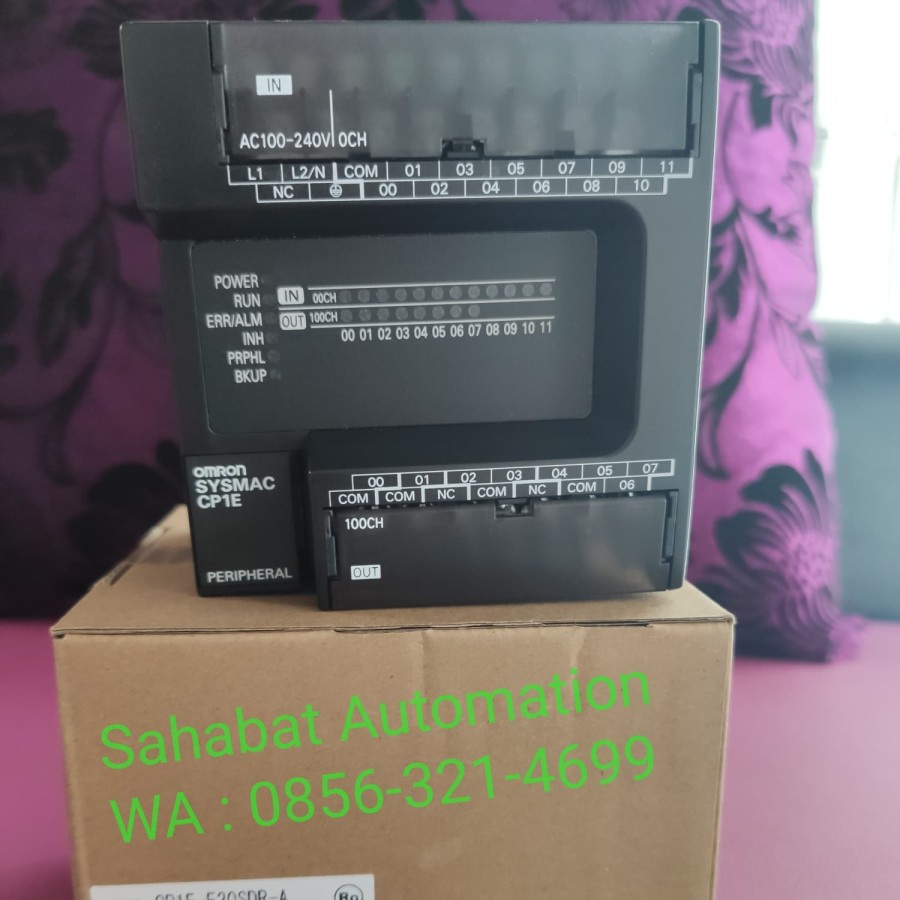 IN
AC100-240V 0CH
L1 L2/N COM 01 03 05 07 09 11
NC 00 02 04 06 08 10
POWER
RUN
ERR/ALM
INH
PRPHL
BKUP
IN 00CH
OUT 100CH
00 01 02 03 04 05 06 07 08 09 10 11
OMRON
SYSMAC
CP1E
PERIPHERAL
00 01 02 03 04 05 07
COM COM NC COM NC COM 06
100CH
OUT
Sahabat Automation
WA : 0856-321-4699